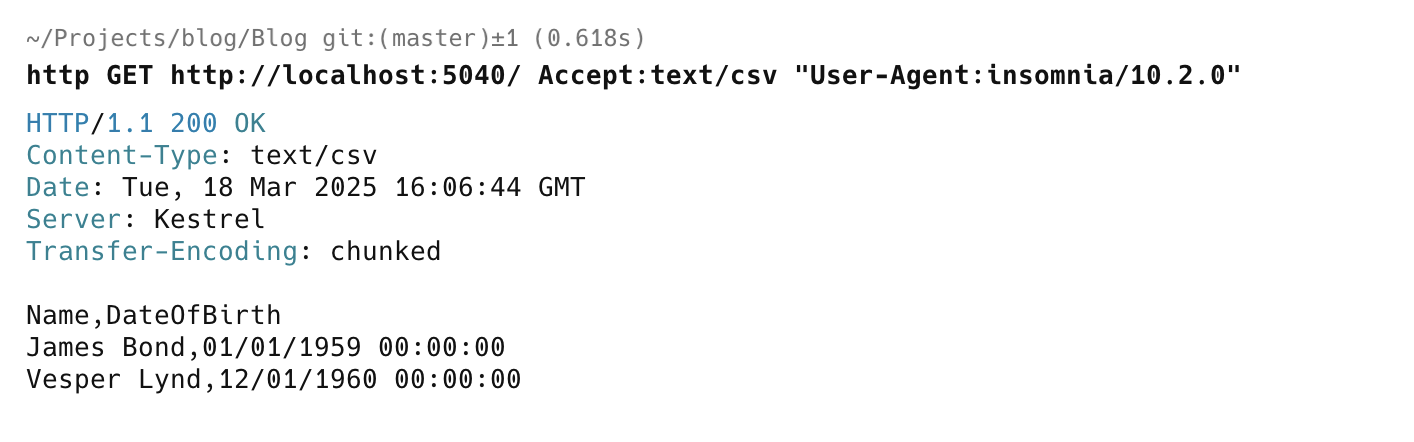 ~/Projects/blog/Blog git:(master)±1 (0.618s)
http GET http://localhost:5040/ Accept:text/csv "User-Agent:insomnia/10.2.0"
HTTP/1.1 200 OK
Content-Type: text/csv
Date: Tue, 18 Mar 2025 16:06:44 GMT
Server: Kestrel
Transfer-Encoding: chunked
Name,DateOfBirth
James Bond,01/01/1959 00:00:00
Vesper Lynd,12/01/1960 00:00:00